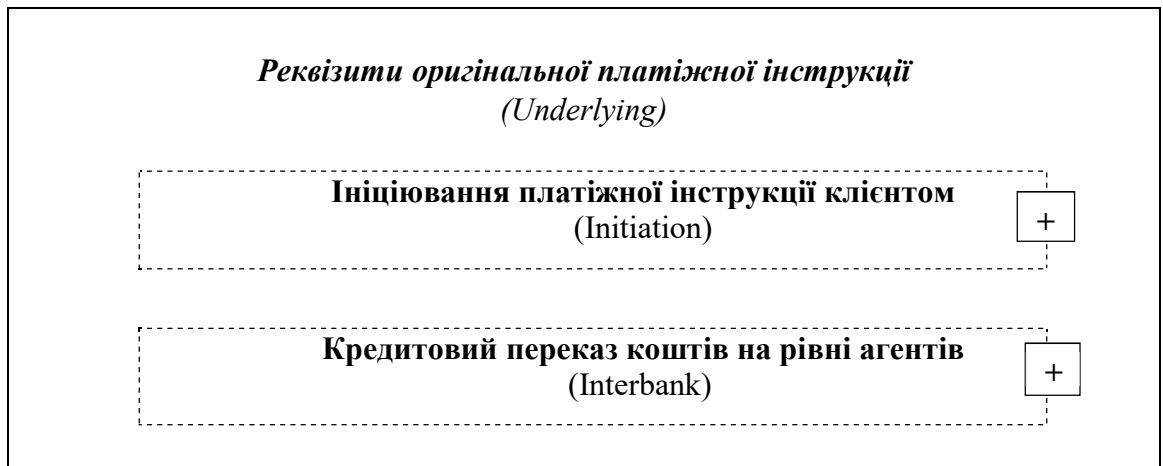 Реквізити оригінальної платіжної інструкції
(Underlying)
Ініціювання платіжної інструкції клієнтом
(Initiation)
+
Кредитовий переказ коштів на рівні агентів
(Interbank)
+